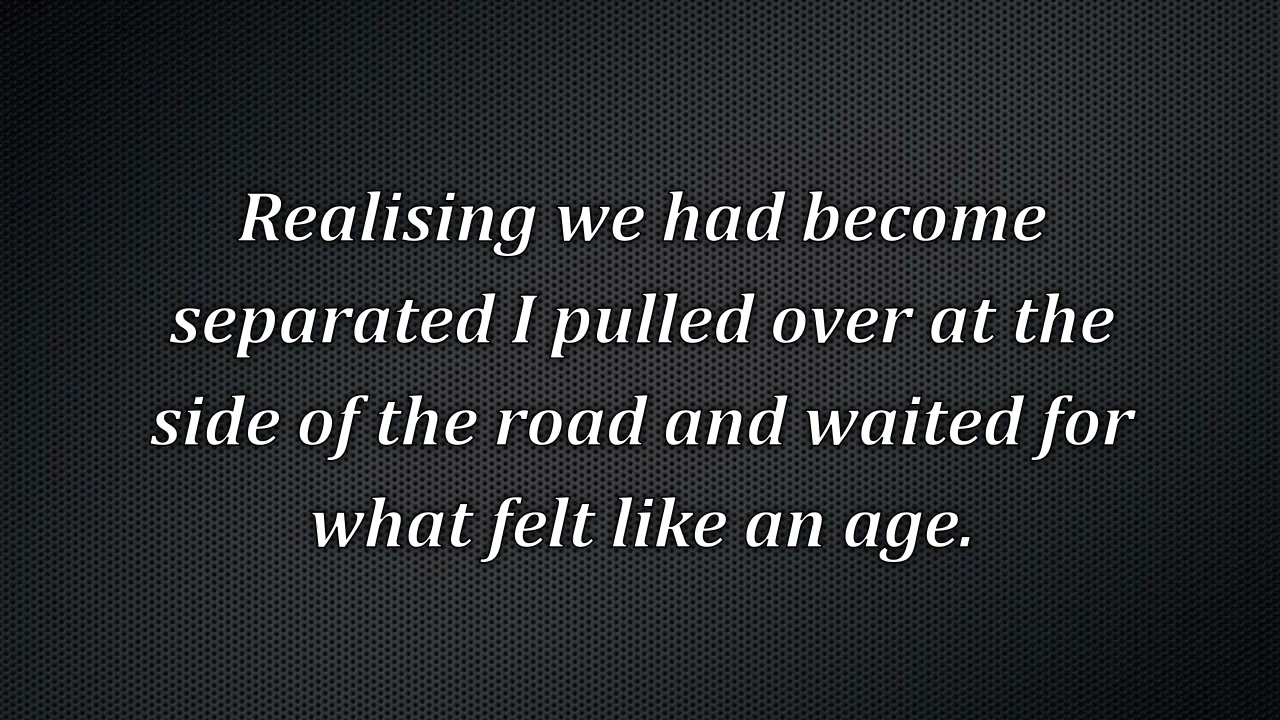 Realising we had become
separated I pulled over at the
side of the road and waited for
what felt like an age.